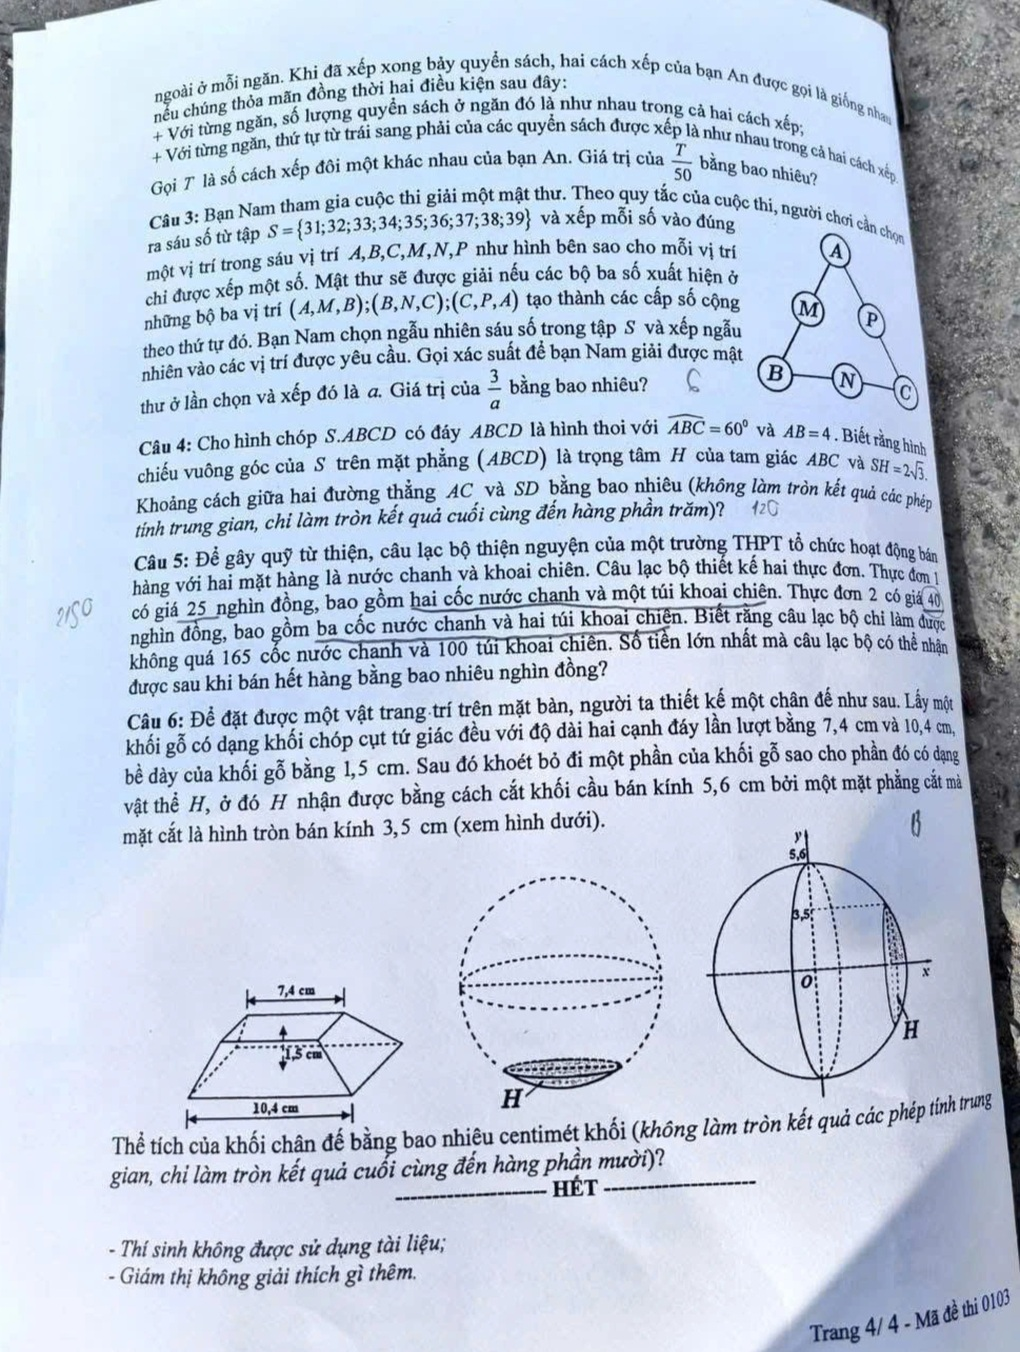 ngoài ở mỗi ngăn. Khi đã xếp xong bảy quyển sách, hai cách xếp của bạn An được gọi là giống nhau
nếu chúng thỏa mãn đồng thời hai điều kiện sau đây:
+ Với từng ngăn, số lượng quyển sách ở ngăn đó là như nhau trong cả hai cách xếp;
+ Với từng ngăn, thứ tự từ trái sang phải của các quyển sách được xếp là như nhau trong cả hai cách xếp.
Gọi T là số cách xếp đôi một khác nhau của bạn An. Giá trị của T/50 bằng bao nhiêu?
Câu 3: Bạn Nam tham gia cuộc thi giải một mật thư. Theo quy tắc của cuộc thi, người chơi cần chọn
ra sáu số từ tập S = {31;32;33;34;35;36;37;38;39} và xếp mỗi số vào đúng
một vị trí trong sáu vị trí A,B,C,M,N,P như hình bên sao cho mỗi vị trí
chỉ được xếp một số. Mật thư sẽ được giải nếu các bộ ba số xuất hiện ở
những bộ ba vị trí (A,M,B);(B,N,C);(C,P,A) tạo thành các cấp số cộng
theo thứ tự đó. Bạn Nam chọn ngẫu nhiên sáu số trong tập S và xếp ngẫu
nhiên vào các vị trí được yêu cầu. Gọi xác suất để bạn Nam giải được mật
thư ở lần chọn và xếp đó là a. Giá trị của 3/a bằng bao nhiêu?
A
M
P
B
N
C
Câu 4: Cho hình chóp S.ABCD có đáy ABCD là hình thoi với ABC = 60° và AB = 4. Biết rằng hình
chiếu vuông góc của S trên mặt phẳng (ABCD) là trọng tâm H của tam giác ABC và SH = 2√3.
Khoảng cách giữa hai đường thẳng AC và SD bằng bao nhiêu (không làm tròn kết quả các phép
tính trung gian, chỉ làm tròn kết quả cuối cùng đến hàng phần trăm)?
120
Câu 5: Để gây quỹ từ thiện, câu lạc bộ thiện nguyện của một trường THPT tổ chức hoạt động bán
hàng với hai mặt hàng là nước chanh và khoai chiên. Câu lạc bộ thiết kế hai thực đơn. Thực đơn 1
có giá 25 nghìn đồng, bao gồm hai cốc nước chanh và một túi khoai chiên. Thực đơn 2 có giá 40
nghìn đồng, bao gồm ba cốc nước chanh và hai túi khoai chiên. Biết rằng câu lạc bộ chỉ làm được
không quá 165 cốc nước chanh và 100 túi khoai chiên. Số tiền lớn nhất mà câu lạc bộ có thể nhận
được sau khi bán hết hàng bằng bao nhiêu nghìn đồng?
2150
Câu 6: Để đặt được một vật trang trí trên mặt bàn, người ta thiết kế một chân đế như sau. Lấy một
khối gỗ có dạng khối chóp cụt tứ giác đều với độ dài hai cạnh đáy lần lượt bằng 7,4 cm và 10,4 cm,
bề dày của khối gỗ bằng 1,5 cm. Sau đó khoét bỏ đi một phần của khối gỗ sao cho phần đó có dạng
vật thể H, ở đó H nhận được bằng cách cắt khối cầu bán kính 5,6 cm bởi một mặt phẳng cắt mà
mặt cắt là hình tròn bán kính 3,5 cm (xem hình dưới).
7,4 cm
1,5 cm
10,4 cm
H
y
5,6
3,5
O
x
H
Thể tích của khối chân đế bằng bao nhiêu centimét khối (không làm tròn kết quả các phép tính trung
gian, chỉ làm tròn kết quả cuối cùng đến hàng phần mười)?
HẾT
- Thí sinh không được sử dụng tài liệu;
- Giám thị không giải thích gì thêm.
Trang 4/ 4 - Mã đề thi 0103